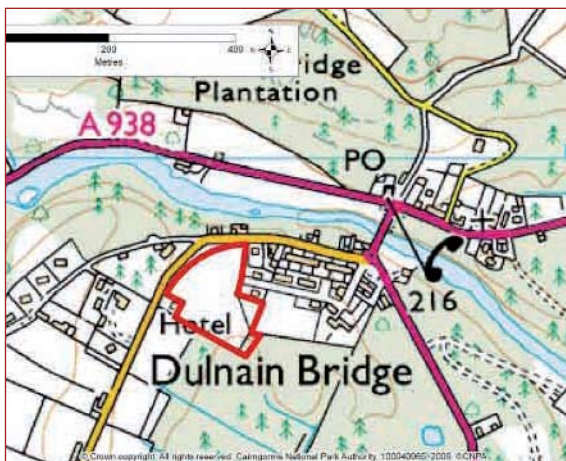 200
400
Metres
ridge
Plantation
A 938
PO
216
Hotel
Dulnain Bridge
© Crown copyright. All rights reserved. Cairngorms National Park Authority. 100040965 2009. ©CNPA